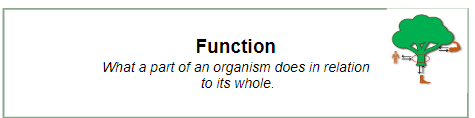 Function
What a part of an organism does in relation
to its whole.